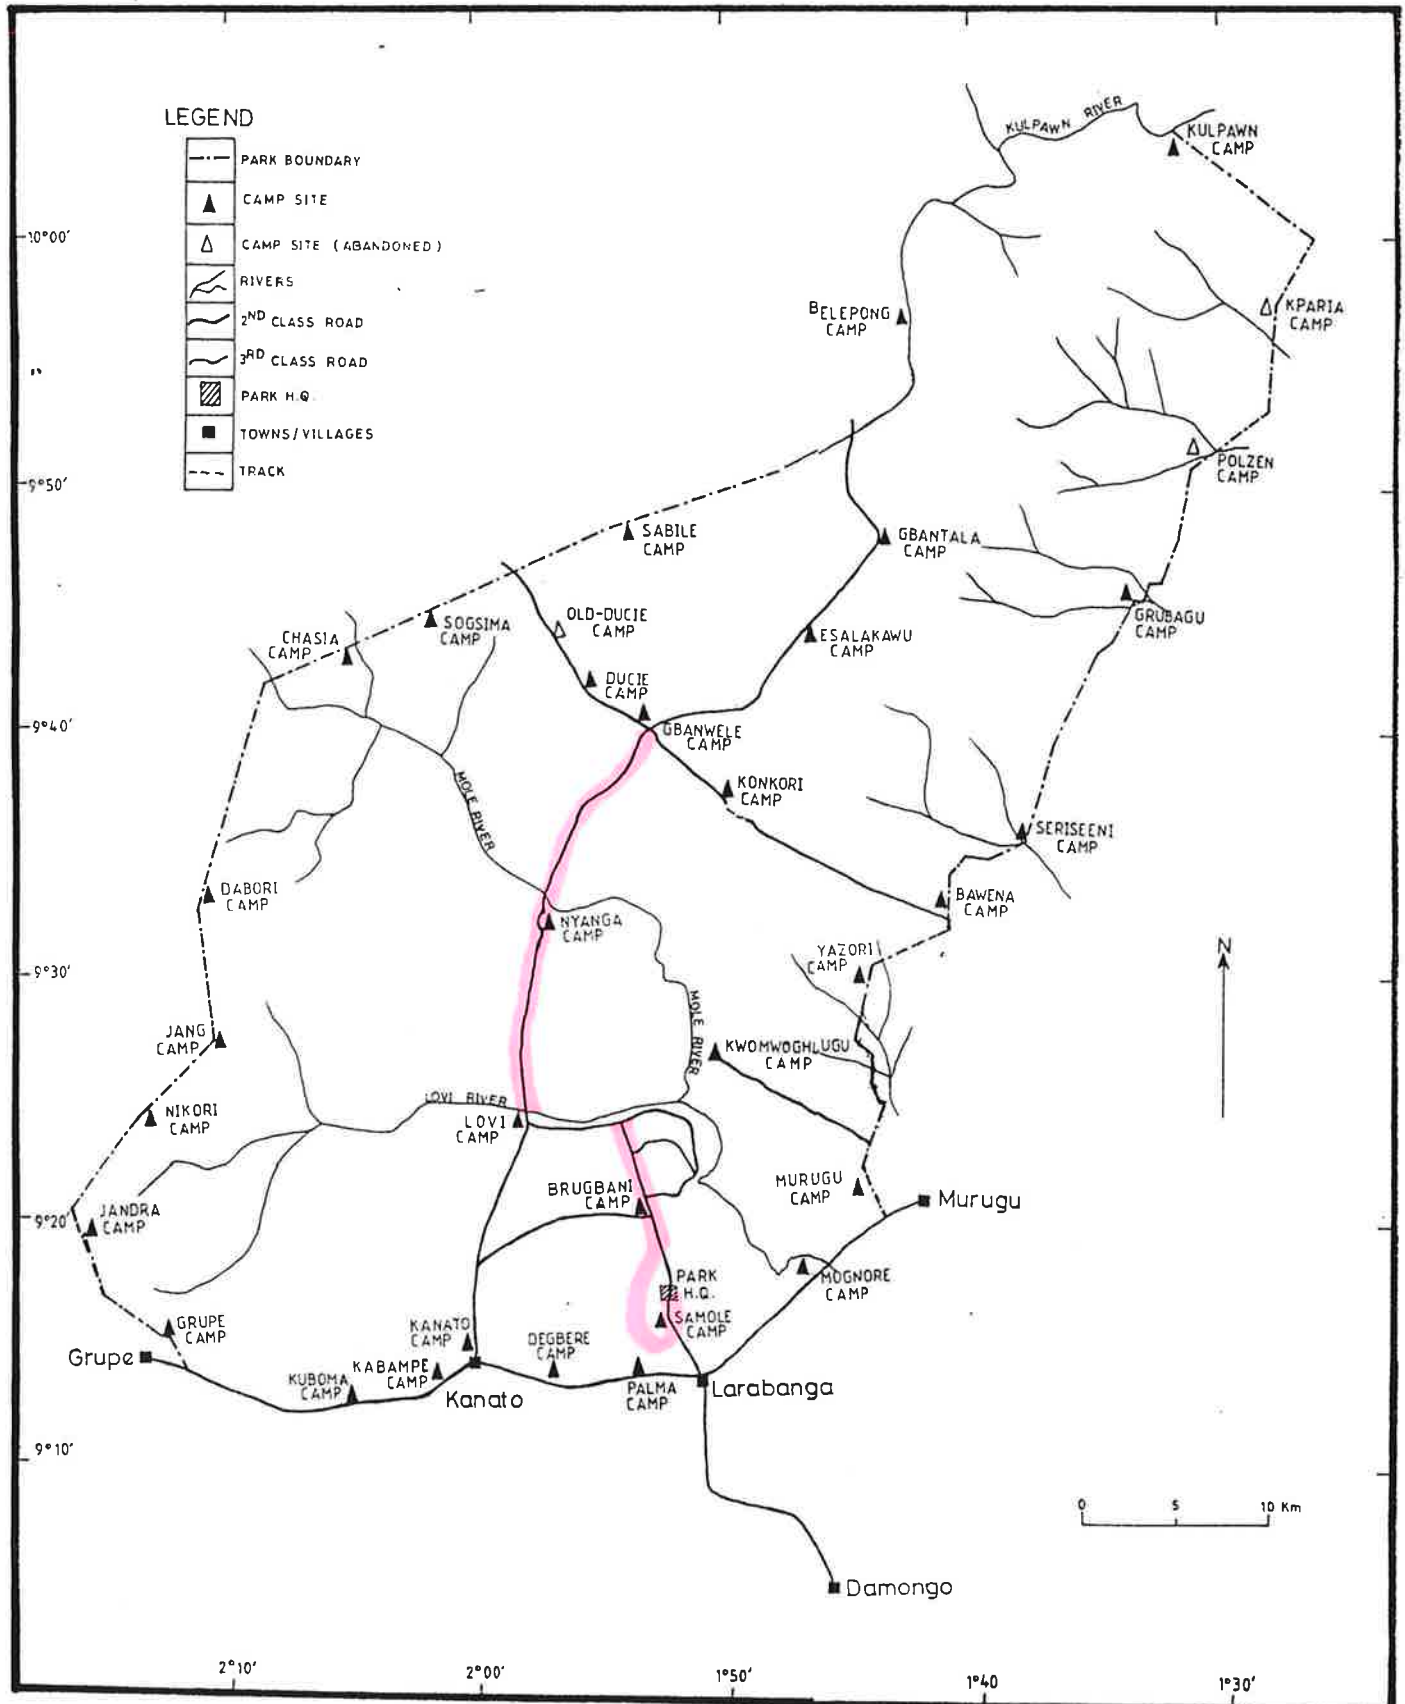 LEGEND
PARK BOUNDARY
CAMP SITE
CAMP SITE (ABANDONED)
RIVERS
2ND CLASS ROAD
3RD CLASS ROAD
PARK H.Q.
TOWNS/VILLAGES
TRACK
KULPAWN RIVER
KULPAWN
CAMP
10°00'
BELEPONG
CAMP
KPARIA
CAMP
POLZEN
CAMP
9°50'
SABILE
CAMP
GBANTALA
CAMP
OLD-DUCIE
CAMP
SOGSIMA
CAMP
CHASIA
CAMP
ESALAKAWU
CAMP
GRUBAGU
CAMP
DUCIE
CAMP
9°40'
GBANWELE
CAMP
MOLE RIVER
KONKORI
CAMP
SERISEENI
CAMP
DABORI
CAMP
BAWENA
CAMP
NYANGA
CAMP
YAZORI
CAMP
N
9°30'
MOLE RIVER
JANG
CAMP
KWOMWOGHLUGU
CAMP
LOVI RIVER
NIKORI
CAMP
LOVI
CAMP
BRUGBANI
CAMP
MURUGU
CAMP
Murugu
9°20'
JANDRA
CAMP
PARK
H.Q.
MOGNORE
CAMP
SAMOLE
CAMP
GRUPE
CAMP
KANATO
CAMP
DEGBERE
CAMP
Grupe
KABAMPE
CAMP
KUBOMA
CAMP
Kanato
PALMA
CAMP
Larabanga
9°10'
0 5 10 Km
Damongo
2°10' 2°00' 1°50' 1°40' 1°30'